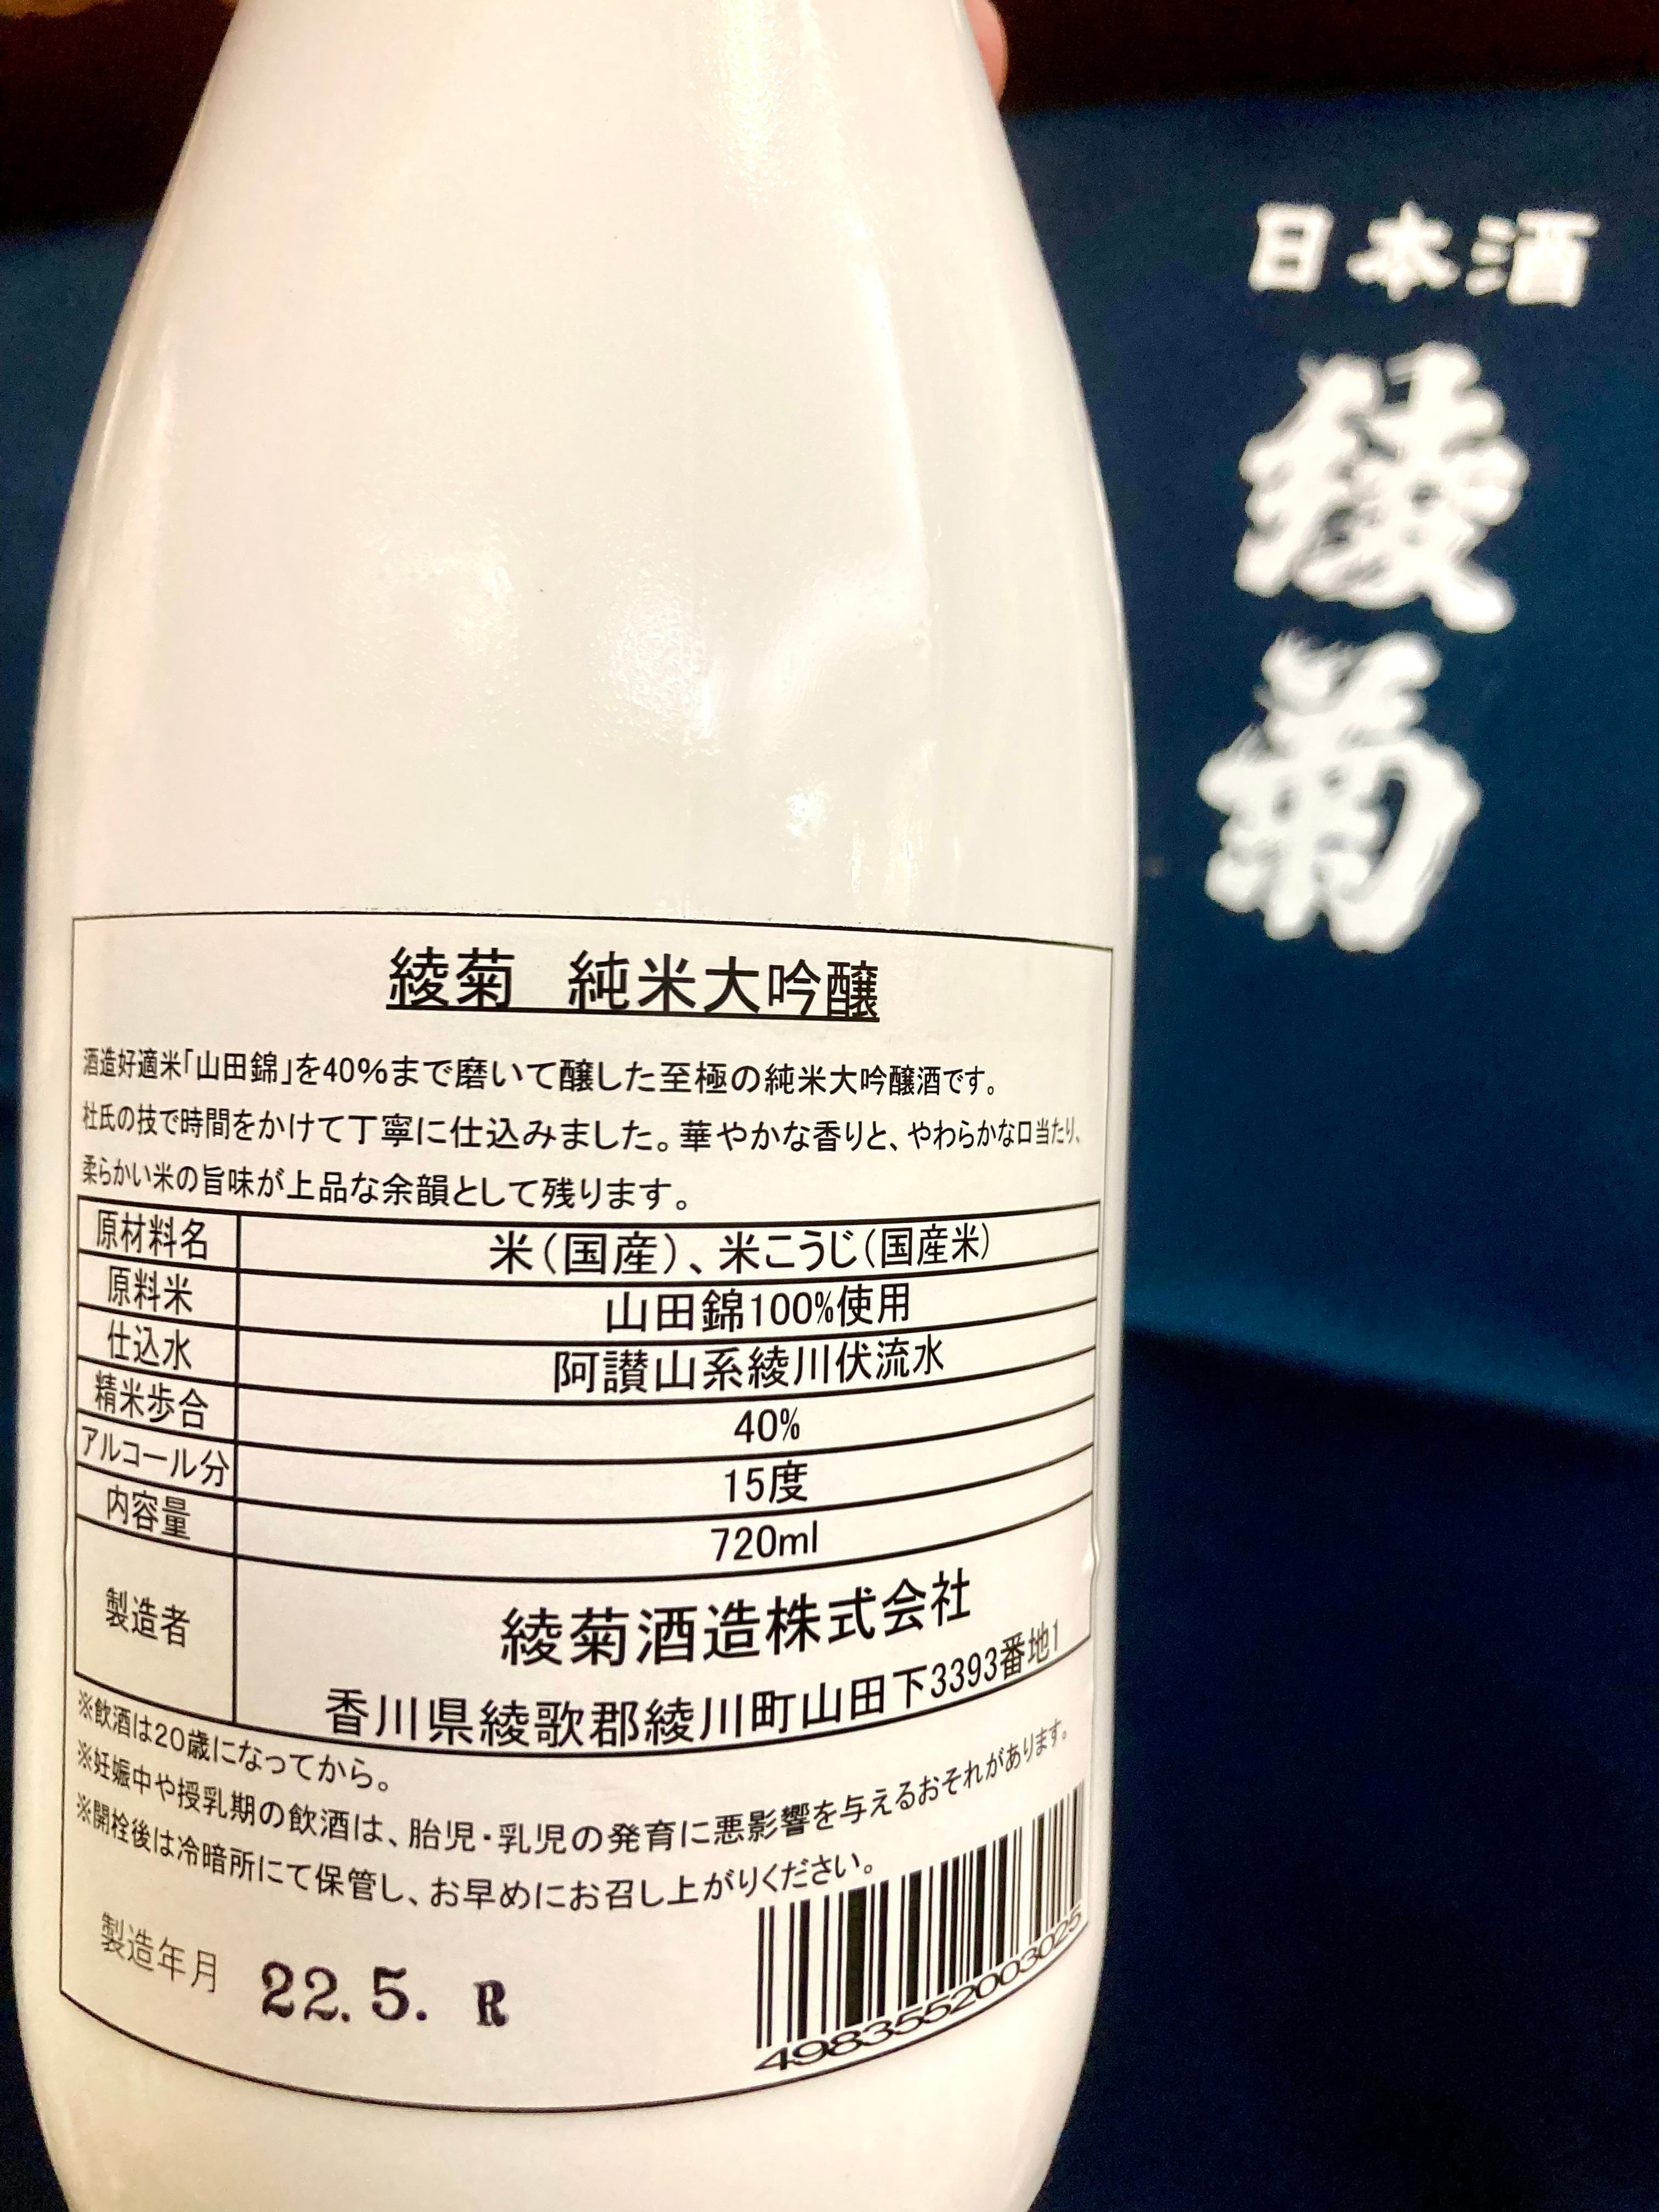 日本酒
綾菊
綾菊 純米大吟醸
酒造好適米「山田錦」を40%まで磨いて醸した至極の純米大吟醸酒です。
杜氏の技で時間をかけて丁寧に仕込みました。華やかな香りと、やわらかな口当たり、
柔らかい米の旨味が上品な余韻として残ります。
原材料名 米(国産)、米こうじ(国産米)
原料米 山田錦100%使用
仕込水 阿讃山系綾川伏流水
精米歩合 40%
アルコール分 15度
内容量 720ml
製造者 綾菊酒造株式会社
香川県綾歌郡綾川町山田下3393番地1
※飲酒は20歳になってから。
※妊娠中や授乳期の飲酒は、胎児・乳児の発育に悪影響を与えるおそれがあります。
※開栓後は冷暗所にて保管し、お早めにお召し上がりください。
製造年月 22.5. R
4983552003025